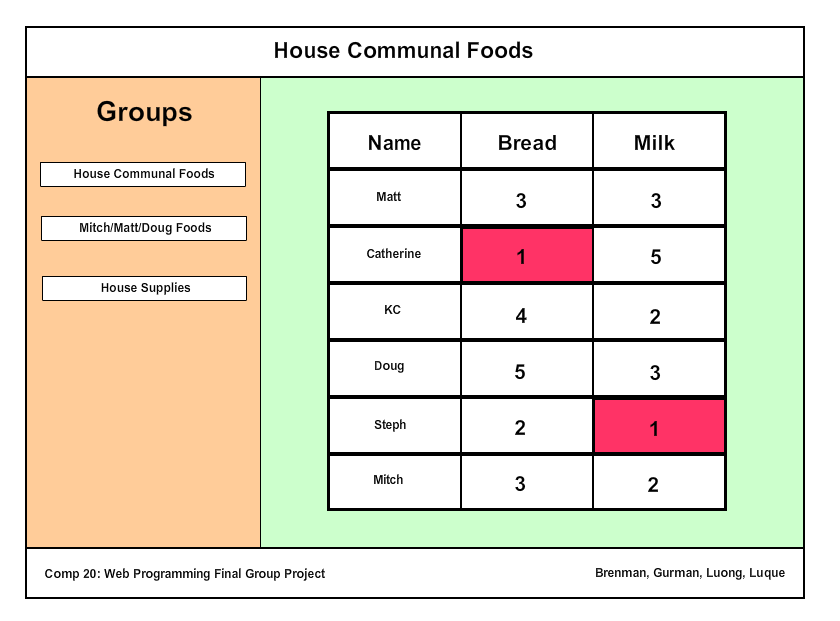 House Communal Foods
Groups
House Communal Foods
Mitch/Matt/Doug Foods
House Supplies
Name Bread Milk
Matt 3 3
Catherine 1 5
KC 4 2
Doug 5 3
Steph 2 1
Mitch 3 2
Comp 20: Web Programming Final Group Project
Brenman, Gurman, Luong, Luque